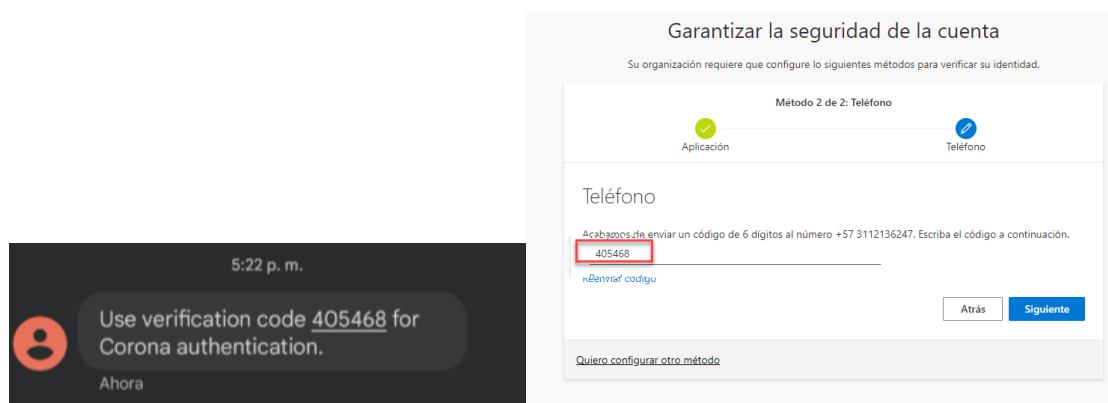 5:22 p. m.
Use verification code 405468 for
Corona authentication.
Ahora
Garantizar la seguridad de la cuenta
Su organización requiere que configure lo siguientes métodos para verificar su identidad.
Método 2 de 2: Teléfono
Aplicación
Teléfono
Teléfono
Acabamos de enviar un código de 6 dígitos al número +57 3112136247. Escriba el código a continuación.
405468
Reenviar código
Atrás
Siguiente
Quiero configurar otro método